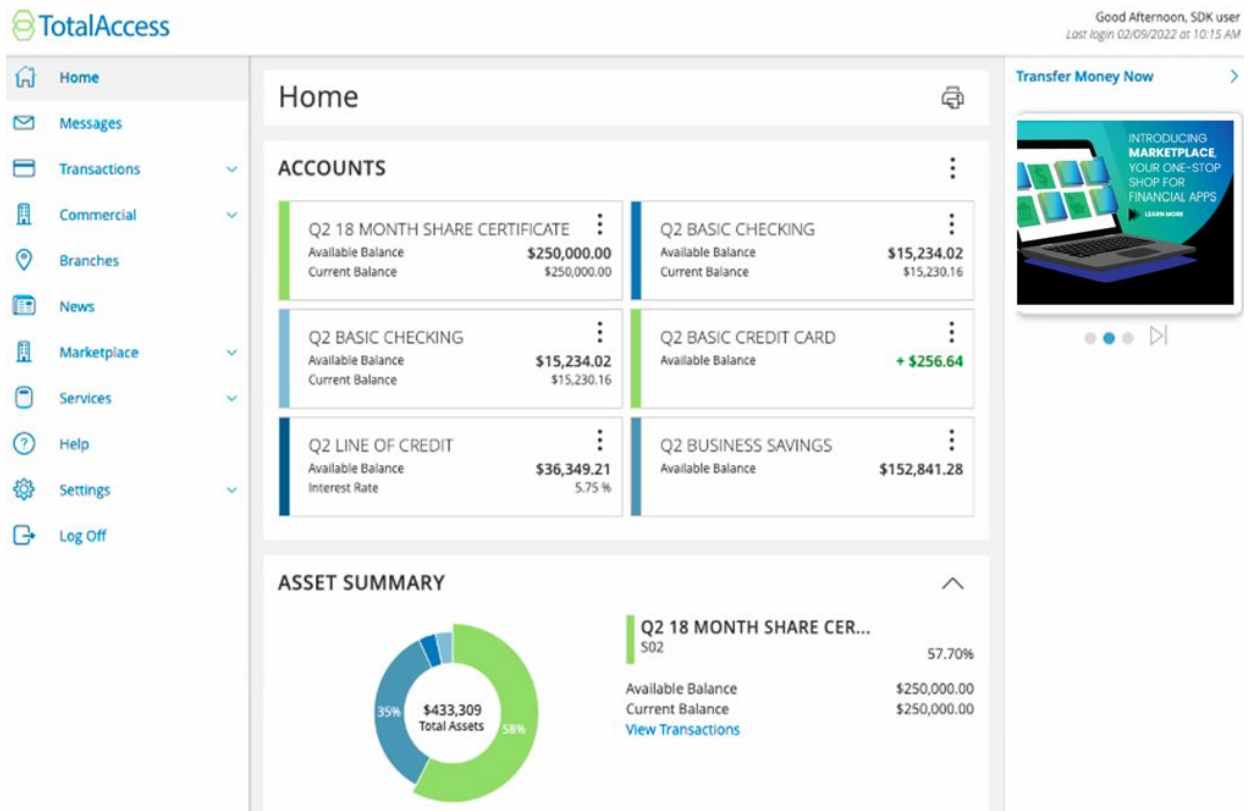 TotalAccess
Good Afternoon, SDK user
Last login 02/09/2022 at 10:15 AM
Home
Messages
Transactions
Commercial
Branches
News
Marketplace
Services
Help
Settings
Log Off
Home
ACCOUNTS
Q2 18 MONTH SHARE CERTIFICATE
Available Balance $250,000.00
Current Balance $250,000.00
Q2 BASIC CHECKING
Available Balance $15,234.02
Current Balance $15,230.16
Q2 BASIC CHECKING
Available Balance $15,234.02
Current Balance $15,230.16
Q2 BASIC CREDIT CARD
Available Balance + $256.64
Q2 LINE OF CREDIT
Available Balance $36,349.21
Interest Rate 5.75 %
Q2 BUSINESS SAVINGS
Available Balance $152,841.28
ASSET SUMMARY
35%
$433,309
Total Assets
58%
Q2 18 MONTH SHARE CER...
S02
57.70%
Available Balance $250,000.00
Current Balance $250,000.00
View Transactions
Transfer Money Now
INTRODUCING
MARKETPLACE,
YOUR ONE-STOP
SHOP FOR
FINANCIAL APPS
LEARN MORE